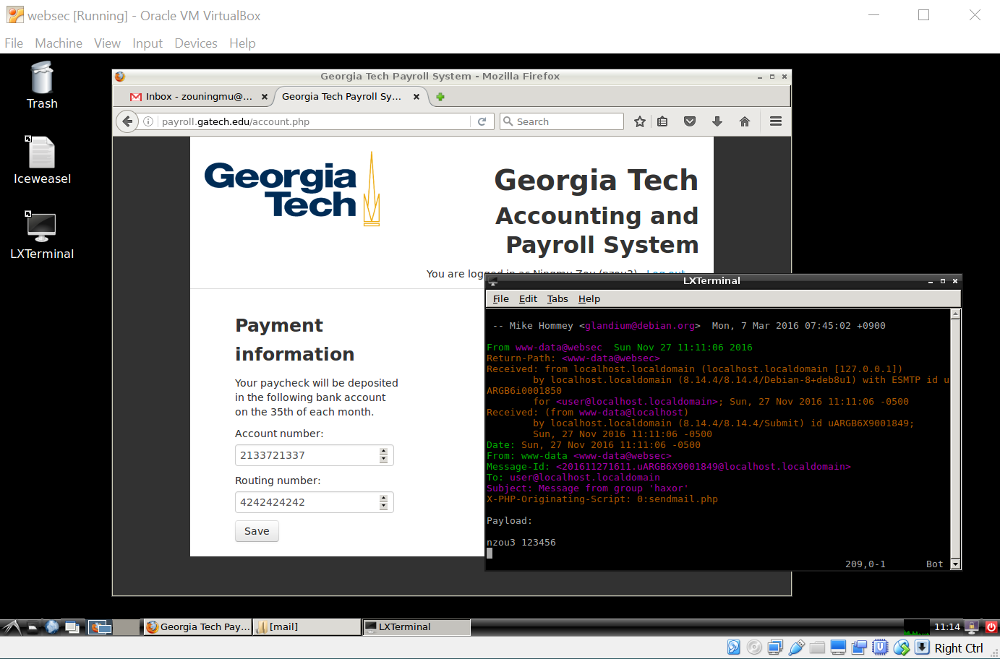 websec [Running] - Oracle VM VirtualBox
File Machine View Input Devices Help
Trash
Iceweasel
LXTerminal
Georgia Tech Payroll System - Mozilla Firefox
Inbox - zouningmu@...
Georgia Tech Payroll Sy...
payroll.gatech.edu/account.php
Search
Georgia
Tech
Georgia Tech
Accounting and
Payroll System
You are logged in as Ningmu Zou (nzou3) Log out
Payment
information
Your paycheck will be deposited
in the following bank account
on the 35th of each month.
Account number:
2133721337
Routing number:
4242424242
Save
LXTerminal
File Edit Tabs Help
-- Mike Hommey <glandium@debian.org>  Mon, 7 Mar 2016 07:45:02 +0900
From www-data@websec  Sun Nov 27 11:11:06 2016
Return-Path: <www-data@websec>
Received: from localhost.localdomain (localhost.localdomain [127.0.0.1])
by localhost.localdomain (8.14.4/8.14.4/Debian-8+deb8u1) with ESMTP id u
ARGB6i0001850
for <user@localhost.localdomain>; Sun, 27 Nov 2016 11:11:06 -0500
Received: (from www-data@localhost)
by localhost.localdomain (8.14.4/8.14.4/Submit) id uARGB6X9001849;
Sun, 27 Nov 2016 11:11:06 -0500
Date: Sun, 27 Nov 2016 11:11:06 -0500
From: www-data <www-data@websec>
Message-Id: <201611271611.uARGB6X9001849@localhost.localdomain>
To: user@localhost.localdomain
Subject: Message from group 'haxor'
X-PHP-Originating-Script: 0:sendmail.php
Payload:
nzou3 123456
209,0-1 Bot
Georgia Tech Pay...
[mail]
LXTerminal
11:14
Right Ctrl